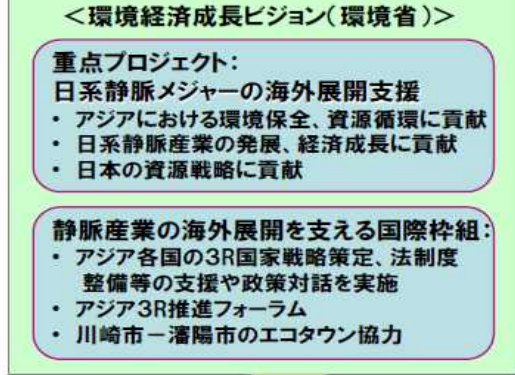 ＜環境経済成長ビジョン（環境省）＞
重点プロジェクト：
日系静脈メジャーの海外展開支援
・ アジアにおける環境保全、資源循環に貢献
・ 日系静脈産業の発展、経済成長に貢献
・ 日本の資源戦略に貢献
静脈産業の海外展開を支える国際枠組：
・ アジア各国の3R国家戦略策定、法制度
整備等の支援や政策対話を実施
・ アジア3R推進フォーラム
・ 川崎市－瀋陽市のエコタウン協力